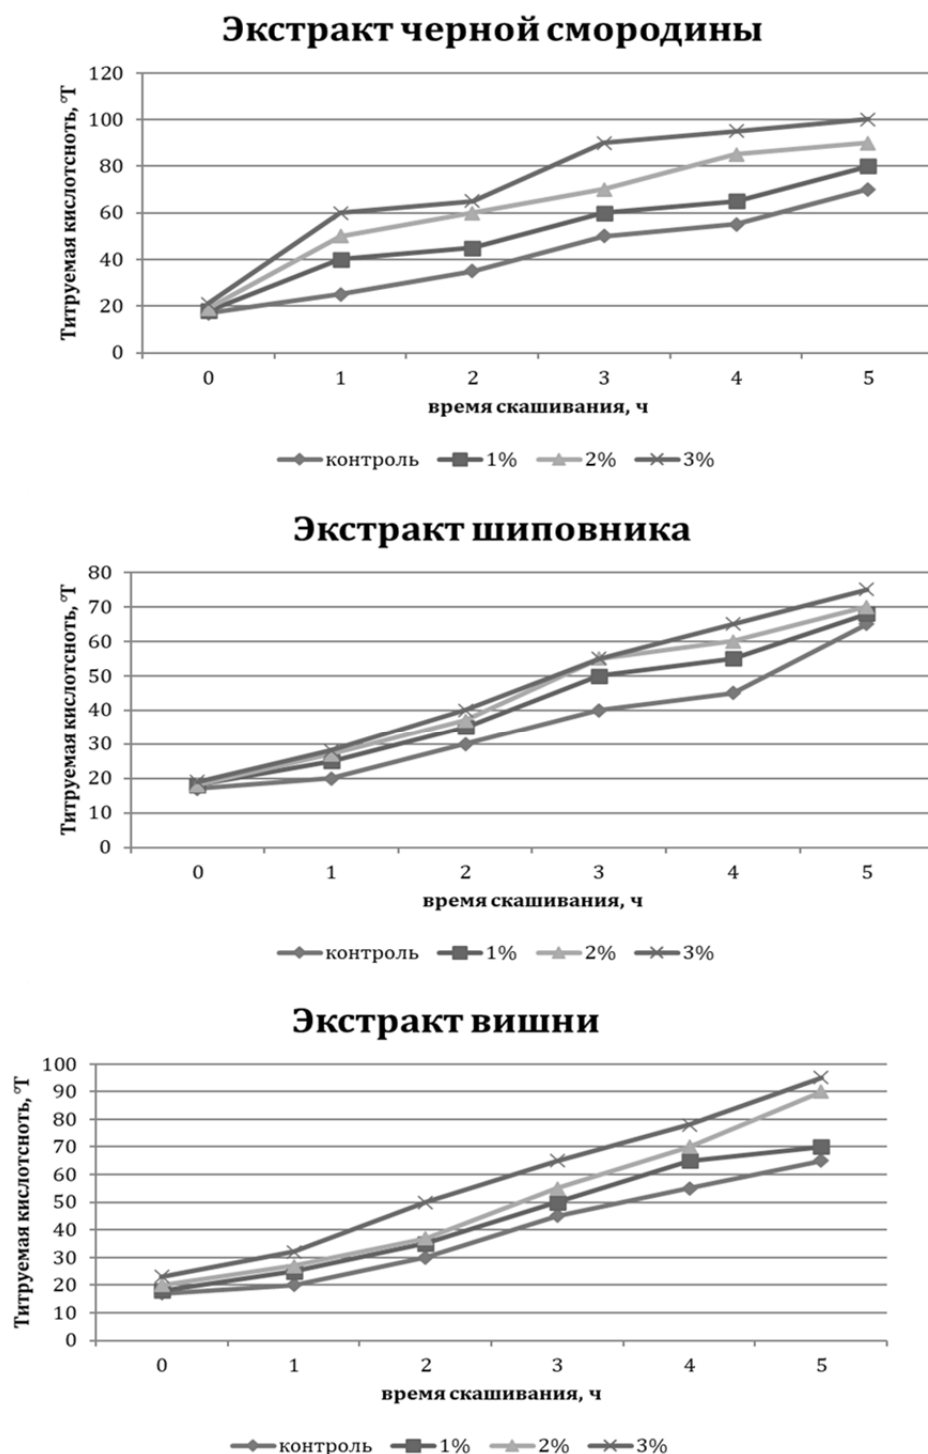 Экстракт черной смородины
Титруемая кислотсноть, °Т
120
100
80
60
40
20
0
0 1 2 3 4 5
время скашивания, ч
контроль 1% 2% 3%
Экстракт шиповника
Титруемая кислотсноть, °Т
80
70
60
50
40
30
20
10
0
0 1 2 3 4 5
время скашивания, ч
контроль 1% 2% 3%
Экстракт вишни
Титруемая кислотсноть, °Т
100
90
80
70
60
50
40
30
20
10
0
0 1 2 3 4 5
время скашивания, ч
контроль 1% 2% 3%